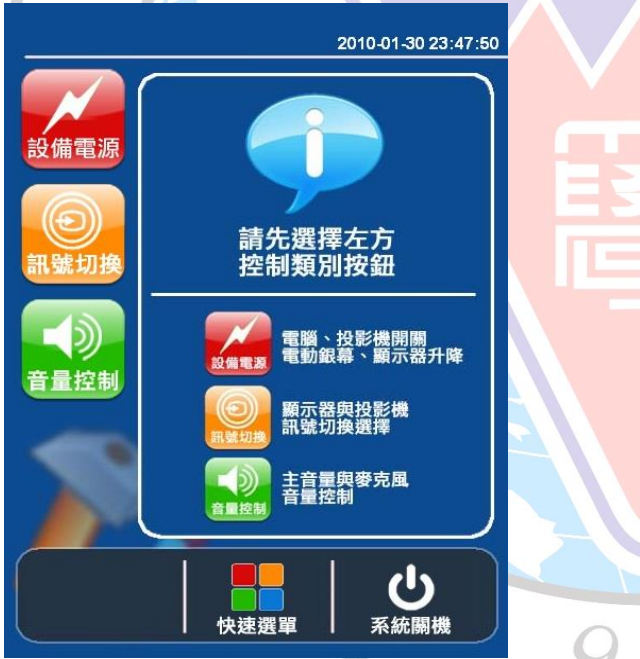 2010-01-30 23:47:50
設備電源
訊號切換
音量控制
請先選擇左方
控制類別按鈕
設備電源
電腦、投影機開關
電動銀幕、顯示器升降
訊號切換
顯示器與投影機
訊號切換選擇
音量控制
主音量與麥克風
音量控制
快速選單
系統關機